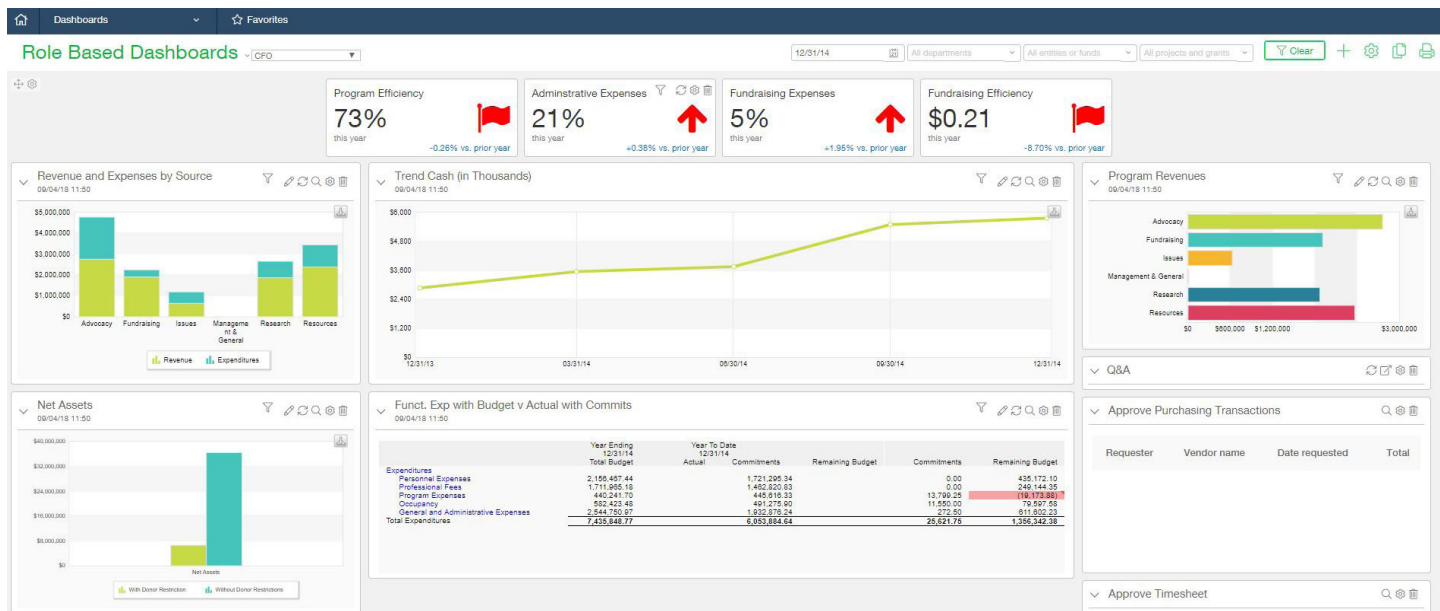 Dashboards
Favorites
Role Based Dashboards
CFO
12/31/14
All departments
All entities or funds
All projects and grants
Clear
Program Efficiency
73%
this year
-0.26% vs. prior year
Adminstrative Expenses
21%
this year
+0.38% vs. prior year
Fundraising Expenses
5%
this year
+1.95% vs. prior year
Fundraising Efficiency
$0.21
this year
-8.70% vs. prior year
Revenue and Expenses by Source
09/04/18 11:50
$5,000,000
$4,000,000
$3,000,000
$2,000,000
$1,000,000
$0
Advocacy Fundraising Issues Manageme Research Resources
nt &
General
Revenue Expenditures
Trend Cash (in Thousands)
09/04/18 11:50
$6,000
$4,800
$3,600
$2,400
$1,200
$0
12/31/13 03/31/14 06/30/14 09/30/14 12/31/14
Program Revenues
09/04/18 11:50
Advocacy
Fundraising
Issues
Management & General
Research
Resources
$0 $600,000 $1,200,000 $3,000,000
Q&A
Net Assets
09/04/18 11:50
$40,000,000
$32,000,000
$24,000,000
$16,000,000
$8,000,000
$0
Net Assets
With Donor Restriction Without Donor Restrictions
Funct. Exp with Budget v Actual with Commits
09/04/18 11:50
Year Ending Year To Date
12/31/14 12/31/14
Total Budget Actual Commitments Remaining Budget Commitments Remaining Budget
Expenditures
Personnel Expenses 2,156,467.44 1,721,295.34 0.00 435,172.10
Professional Fees 1,711,965.18 1,462,820.83 0.00 249,144.35
Program Expenses 440,241.70 445,616.33 13,799.25 (19,173.88)
Occupancy 582,423.48 491,275.90 11,550.00 79,597.58
General and Administrative Expenses 2,544,750.97 1,932,876.24 272.50 611,602.23
Total Expenditures 7,435,848.77 6,053,884.64 25,621.75 1,356,342.38
Approve Purchasing Transactions
Requester Vendor name Date requested Total
Approve Timesheet